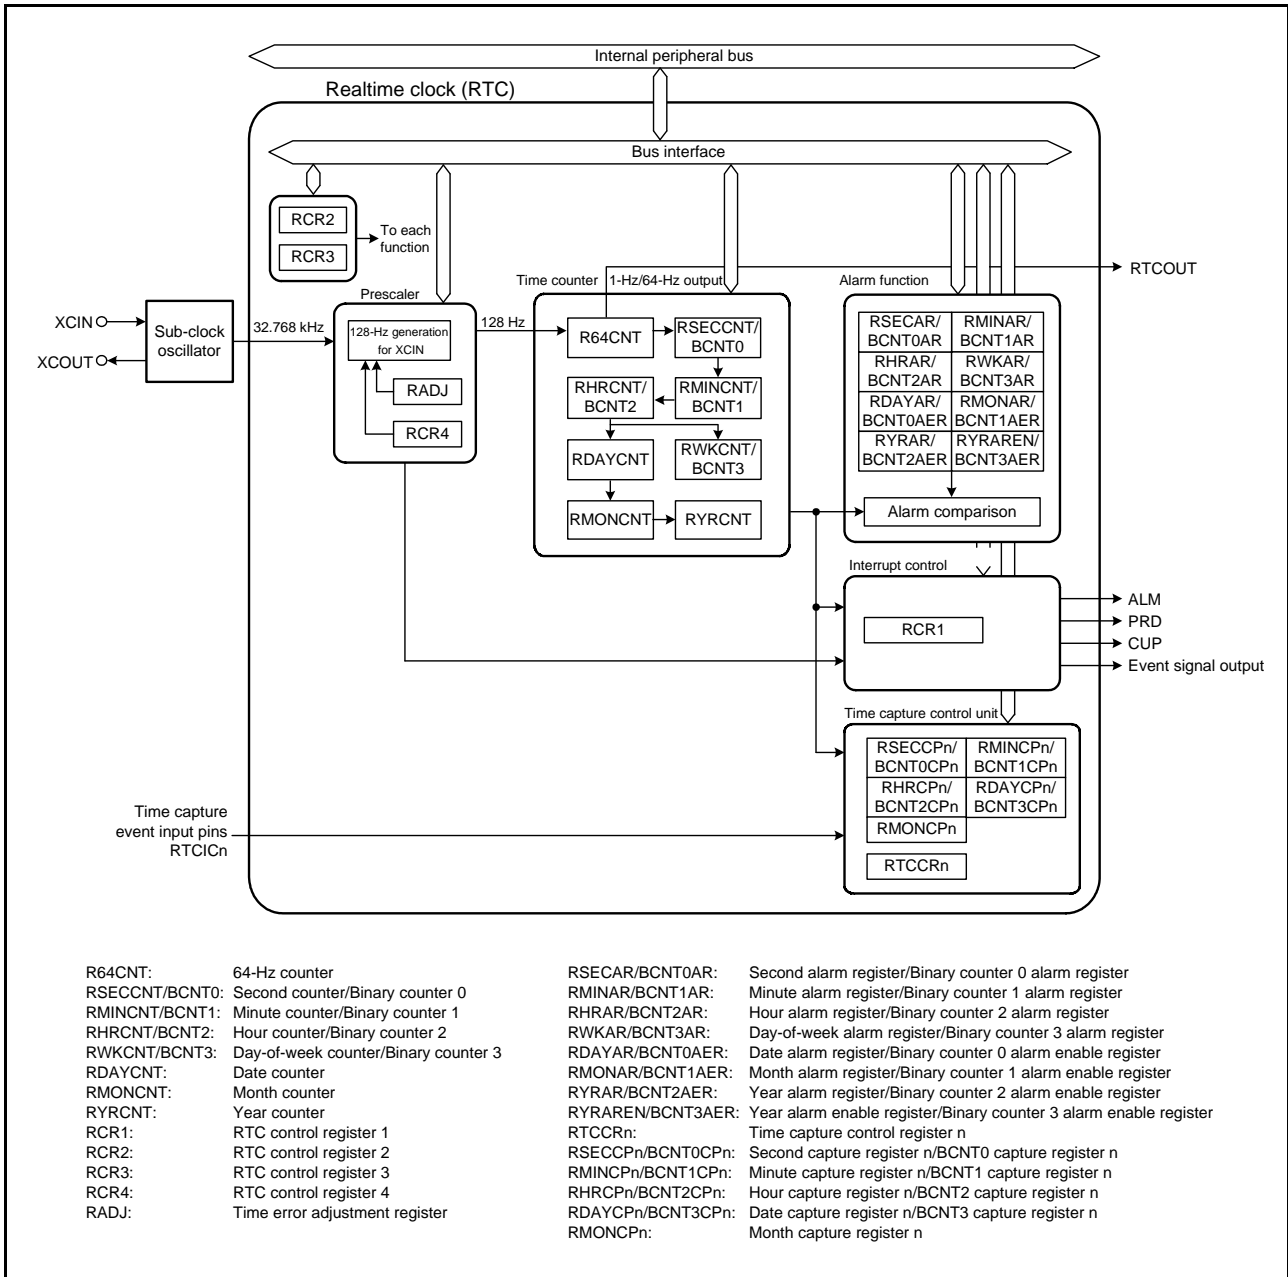 Internal peripheral bus
Realtime clock (RTC)
Bus interface
RCR2
RCR3
To each
function
Prescaler
Time counter
1-Hz/64-Hz output
Alarm function
RTCOUT
XCIN
XCOUT
Sub-clock
oscillator
32.768 kHz
128-Hz generation
for XCIN
RADJ
RCR4
128 Hz
R64CNT
RSECCNT/
BCNT0
RHRCNT/
BCNT2
RMINCNT/
BCNT1
RDAYCNT
RWKCNT/
BCNT3
RMONCNT
RYRCNT
RSECAR/
BCNT0AR
RMINAR/
BCNT1AR
RHRAR/
BCNT2AR
RWKAR/
BCNT3AR
RDAYAR/
BCNT0AER
RMONAR/
BCNT1AER
RYRAR/
BCNT2AER
RYRAREN/
BCNT3AER
Alarm comparison
Interrupt control
RCR1
ALM
PRD
CUP
Event signal output
Time capture control unit
RSECCPn/
BCNT0CPn
RMINCPn/
BCNT1CPn
RHRCPn/
BCNT2CPn
RDAYCPn/
BCNT3CPn
RMONCPn
RTCCRn
Time capture
event input pins
RTCICn
R64CNT: 64-Hz counter
RSECCNT/BCNT0: Second counter/Binary counter 0
RMINCNT/BCNT1: Minute counter/Binary counter 1
RHRCNT/BCNT2: Hour counter/Binary counter 2
RWKCNT/BCNT3: Day-of-week counter/Binary counter 3
RDAYCNT: Date counter
RMONCNT: Month counter
RYRCNT: Year counter
RCR1: RTC control register 1
RCR2: RTC control register 2
RCR3: RTC control register 3
RCR4: RTC control register 4
RADJ: Time error adjustment register
RSECAR/BCNT0AR: Second alarm register/Binary counter 0 alarm register
RMINAR/BCNT1AR: Minute alarm register/Binary counter 1 alarm register
RHRAR/BCNT2AR: Hour alarm register/Binary counter 2 alarm register
RWKAR/BCNT3AR: Day-of-week alarm register/Binary counter 3 alarm register
RDAYAR/BCNT0AER: Date alarm register/Binary counter 0 alarm enable register
RMONAR/BCNT1AER: Month alarm register/Binary counter 1 alarm enable register
RYRAR/BCNT2AER: Year alarm register/Binary counter 2 alarm enable register
RYRAREN/BCNT3AER: Year alarm enable register/Binary counter 3 alarm enable register
RTCCRn: Time capture control register n
RSECCPn/BCNT0CPn: Second capture register n/BCNT0 capture register n
RMINCPn/BCNT1CPn: Minute capture register n/BCNT1 capture register n
RHRCPn/BCNT2CPn: Hour capture register n/BCNT2 capture register n
RDAYCPn/BCNT3CPn: Date capture register n/BCNT3 capture register n
RMONCPn: Month capture register n